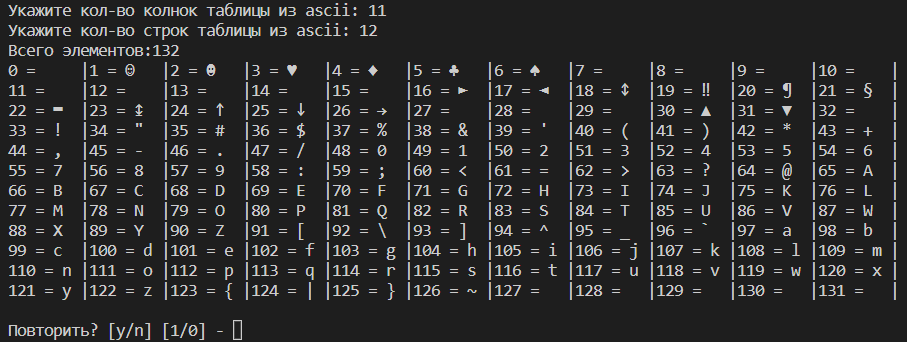 Укажите кол-во колнок таблицы из ascii: 11
Укажите кол-во строк таблицы из ascii: 12
Всего элементов:132
0 =     |1 = ☺   |2 = ☻   |3 = ♥   |4 = ♦   |5 = ♣   |6 = ♠   |7 =     |8 =     |9 =     |10 =    |
11 =    |12 =    |13 =    |14 =    |15 =    |16 = ►  |17 = ◄  |18 = ↕  |19 = ‼  |20 = ¶  |21 = §  |
22 = ▬  |23 = ↨  |24 = ↑  |25 = ↓  |26 = →  |27 =    |28 =    |29 =    |30 = ▲  |31 = ▼  |32 =    |
33 = !  |34 = "  |35 = #  |36 = $  |37 = %  |38 = &  |39 = '  |40 = (  |41 = )  |42 = *  |43 = +  |
44 = ,  |45 = -  |46 = .  |47 = /  |48 = 0  |49 = 1  |50 = 2  |51 = 3  |52 = 4  |53 = 5  |54 = 6  |
55 = 7  |56 = 8  |57 = 9  |58 = :  |59 = ;  |60 = <  |61 = =  |62 = >  |63 = ?  |64 = @  |65 = A  |
66 = B  |67 = C  |68 = D  |69 = E  |70 = F  |71 = G  |72 = H  |73 = I  |74 = J  |75 = K  |76 = L  |
77 = M  |78 = N  |79 = O  |80 = P  |81 = Q  |82 = R  |83 = S  |84 = T  |85 = U  |86 = V  |87 = W  |
88 = X  |89 = Y  |90 = Z  |91 = [  |92 = \  |93 = ]  |94 = ^  |95 = _  |96 = `  |97 = a  |98 = b  |
99 = c  |100 = d |101 = e |102 = f |103 = g |104 = h |105 = i |106 = j |107 = k |108 = l |109 = m |
110 = n |111 = o |112 = p |113 = q |114 = r |115 = s |116 = t |117 = u |118 = v |119 = w |120 = x |
121 = y |122 = z |123 = { |124 = | |125 = } |126 = ~ |127 =   |128 =   |129 =   |130 =   |131 =   |
Повторить? [y/n] [1/0] -